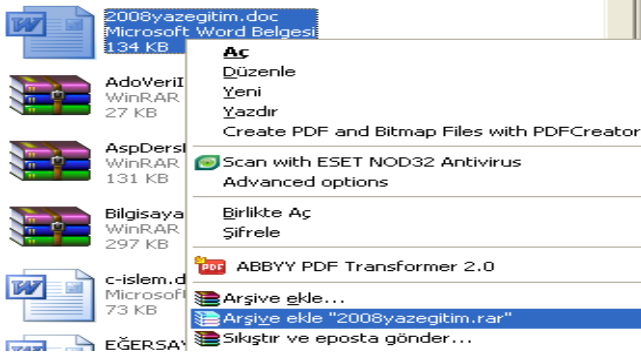 2008yazegitim.doc
Microsoft Word Belgesi
134 KB
AdoVeriI
WinRAR
27 KB
AspDersl
WinRAR
131 KB
Bilgisaya
WinRAR
297 KB
c-islem.d
Microsoft
73 KB
EĞERSAY
Aç
Düzenle
Yeni
Yazdır
Create PDF and Bitmap Files with PDFCreator
Scan with ESET NOD32 Antivirus
Advanced options
Birlikte Aç
Şifrele
PDF ABBYY PDF Transformer 2.0
Arşive ekle...
Arşive ekle "2008yazegitim.rar"
Sıkıştır ve eposta gönder...